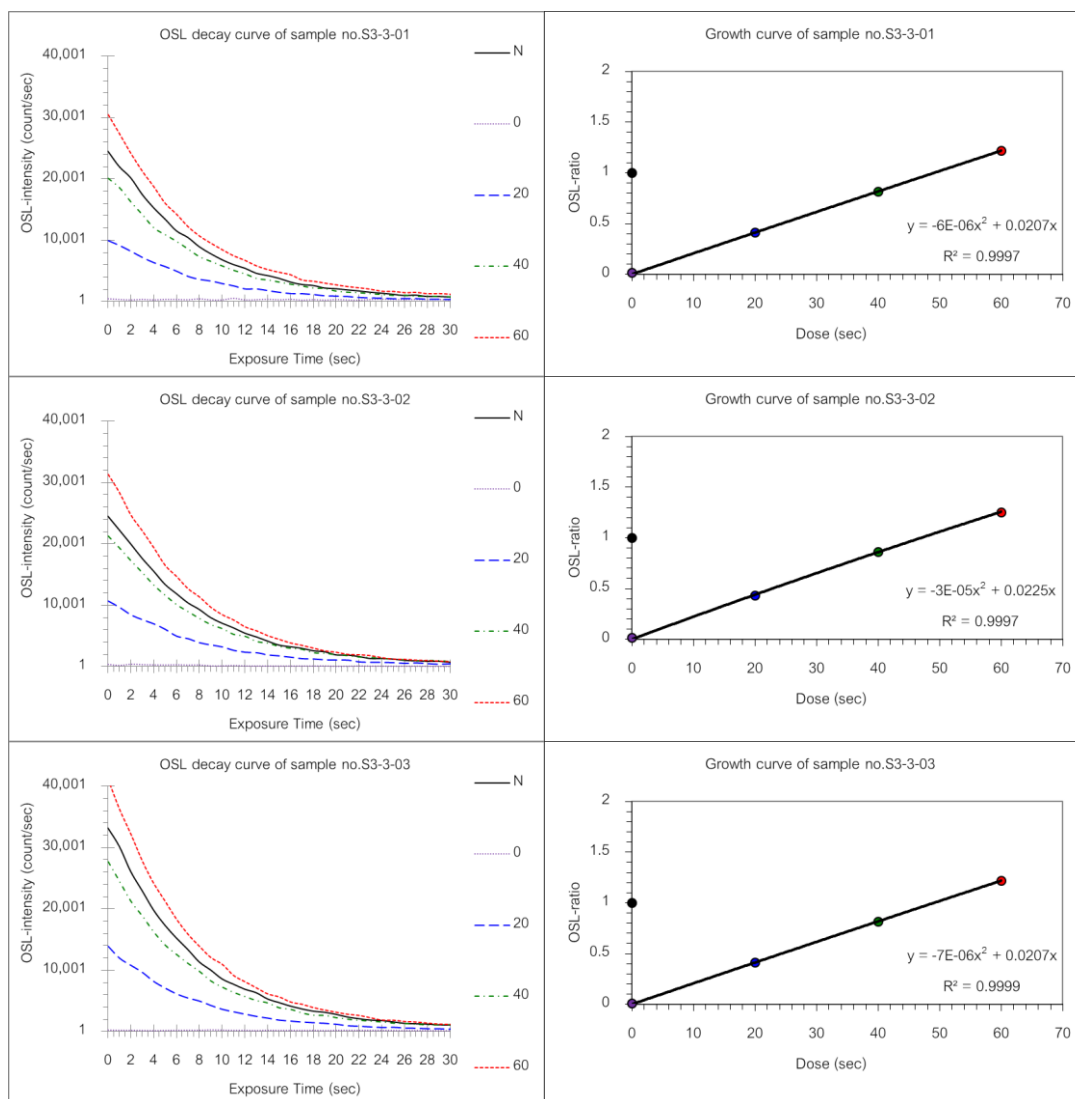 OSL decay curve of sample no.S3-3-01
OSL-intensity (count/sec)
40,001
30,001
20,001
10,001
1
0 2 4 6 8 10 12 14 16 18 20 22 24 26 28 30
Exposure Time (sec)
N
0
20
40
60
Growth curve of sample no.S3-3-01
OSL-ratio
2
1.5
1
0.5
0
0 10 20 30 40 50 60 70
Dose (sec)
y = -6E-06x² + 0.0207x
R² = 0.9997
OSL decay curve of sample no.S3-3-02
OSL-intensity (count/sec)
40,001
30,001
20,001
10,001
1
0 2 4 6 8 10 12 14 16 18 20 22 24 26 28 30
Exposure Time (sec)
N
0
20
40
60
Growth curve of sample no.S3-3-02
OSL-ratio
2
1.5
1
0.5
0
0 10 20 30 40 50 60 70
Dose (sec)
y = -3E-05x² + 0.0225x
R² = 0.9997
OSL decay curve of sample no.S3-3-03
OSL-intensity (count/sec)
40,001
30,001
20,001
10,001
1
0 2 4 6 8 10 12 14 16 18 20 22 24 26 28 30
Exposure Time (sec)
N
0
20
40
60
Growth curve of sample no.S3-3-03
OSL-ratio
2
1.5
1
0.5
0
0 10 20 30 40 50 60 70
Dose (sec)
y = -7E-06x² + 0.0207x
R² = 0.9999